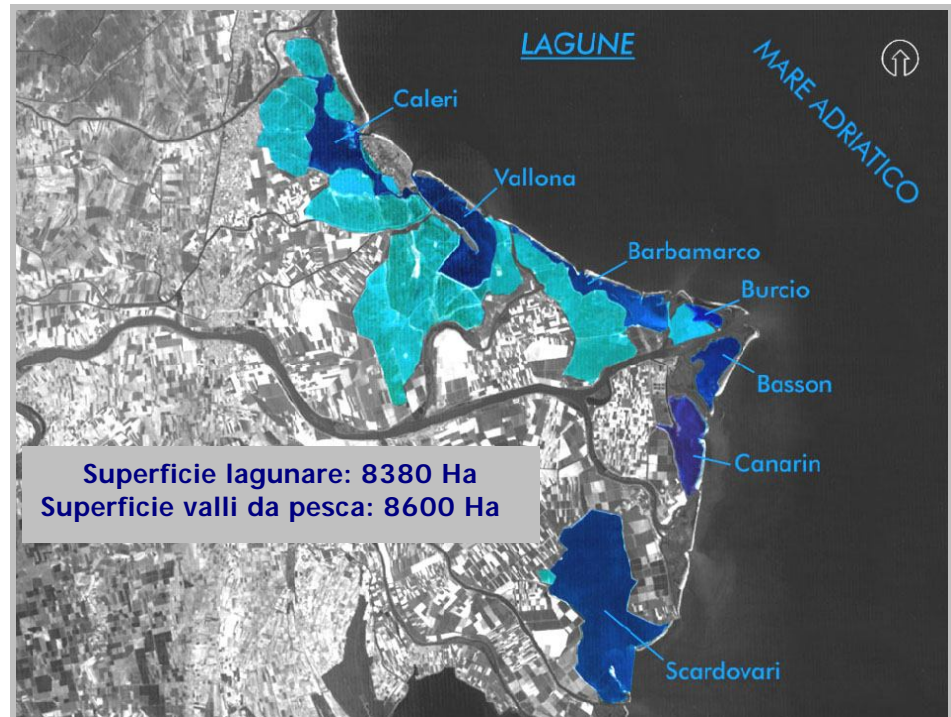 LAGUNE
MARE ADRIATICO
Caleri
Vallona
Barbamarco
Burcio
Basson
Canarin
Superficie lagunare: 8380 Ha
Superficie valli da pesca: 8600 Ha
Scardovari